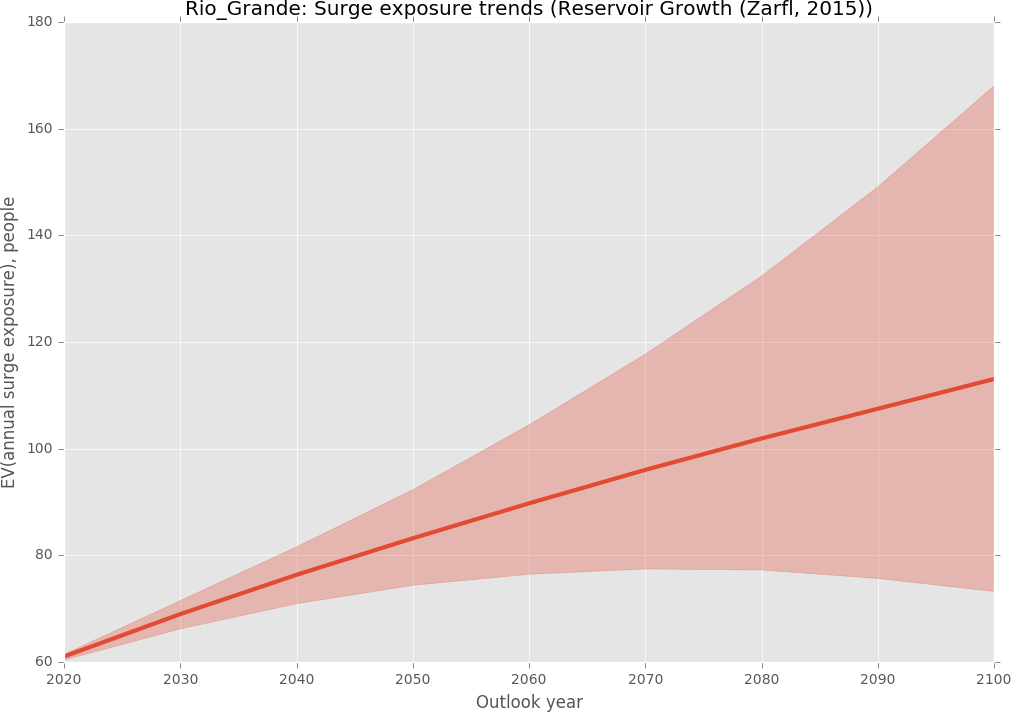 Rio_Grande: Surge exposure trends (Reservoir Growth (Zarfl, 2015))
EV(annual surge exposure), people
180
160
140
120
100
80
60
2020 2030 2040 2050 2060 2070 2080 2090 2100
Outlook year